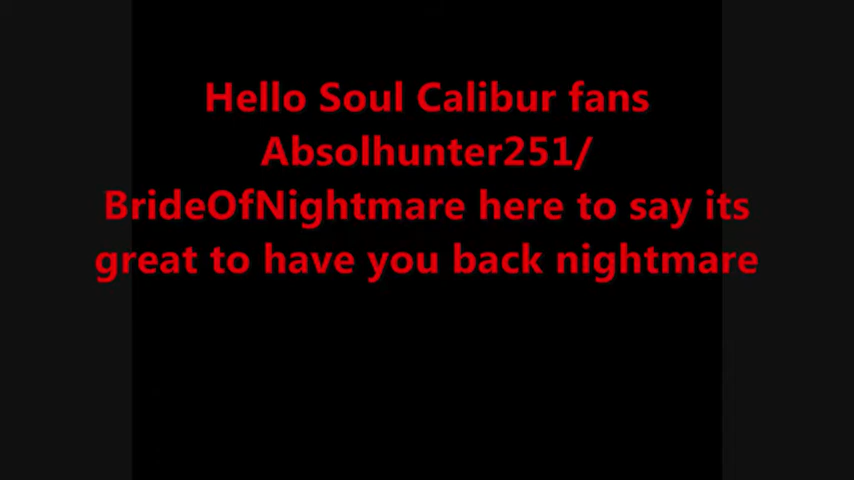 Hello Soul Calibur fans
Absolhunter251/
BrideOfNightmare here to say its
great to have you back nightmare